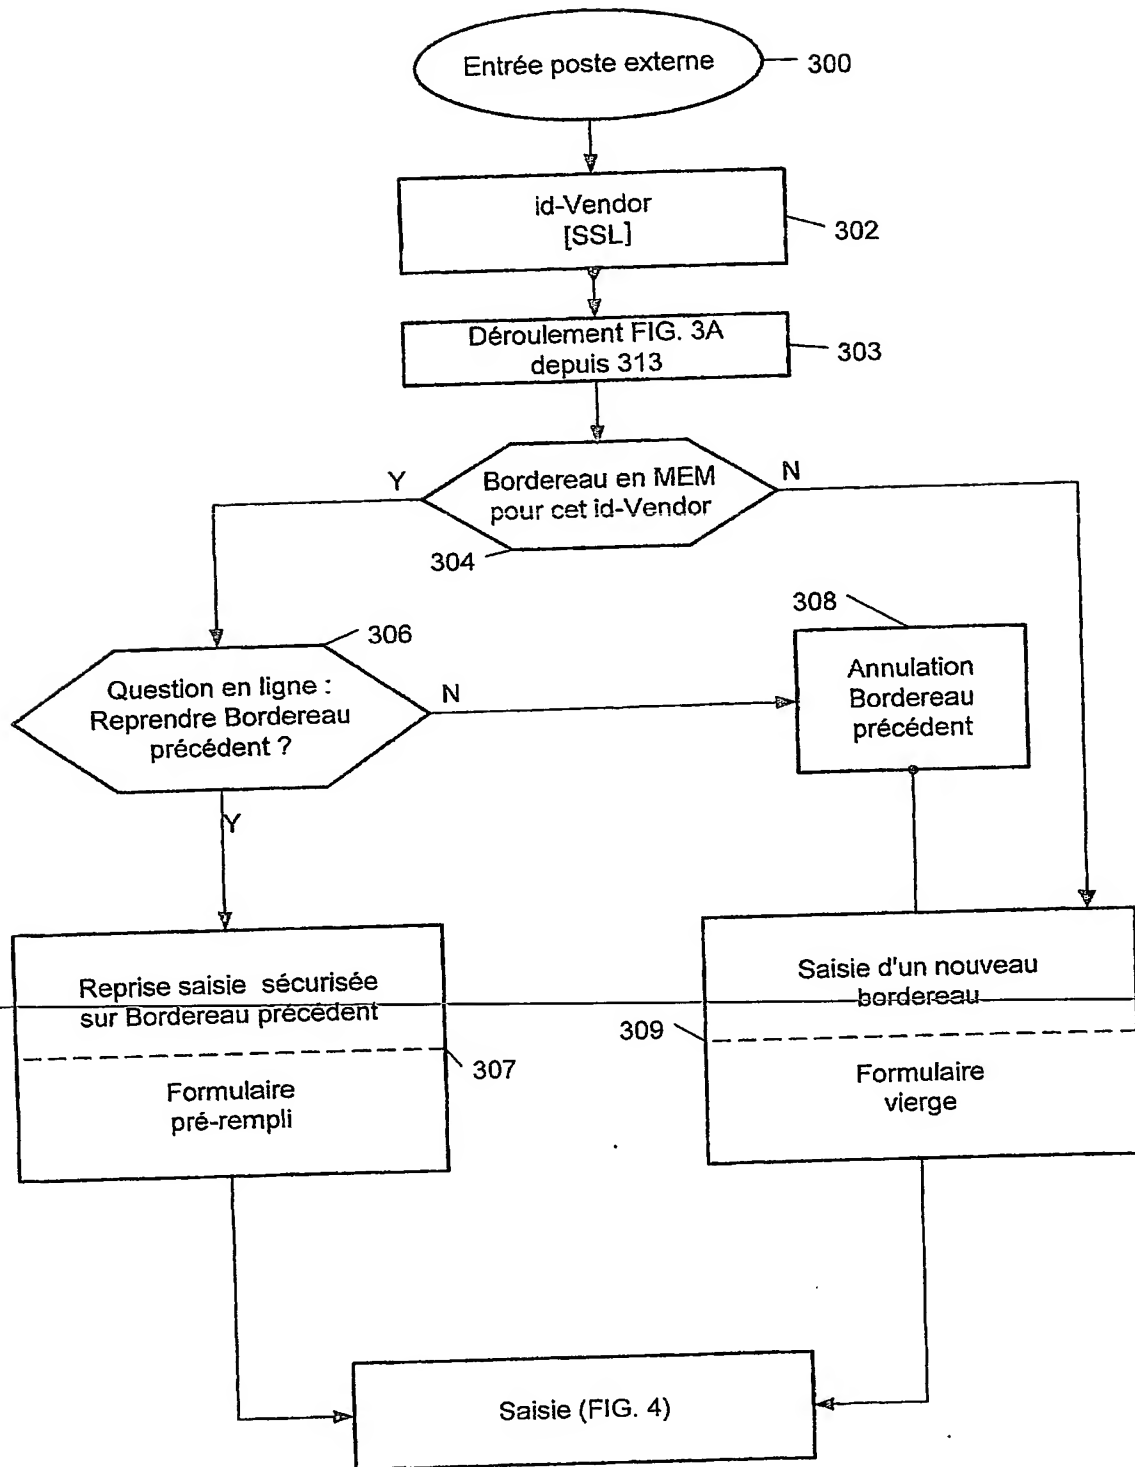 Entrée poste externe
300
id-Vendor
[SSL]
302
Déroulement FIG. 3A
depuis 313
303
Y
Bordereau en MEM
pour cet id-Vendor
N
304
306
308
Question en ligne :
Reprendre Bordereau
précédent ?
N
Annulation
Bordereau
précédent
Y
Reprise saisie sécurisée
sur Bordereau précédent
307
Formulaire
pré-rempli
Saisie d'un nouveau
bordereau
309
Formulaire
vierge
Saisie (FIG. 4)